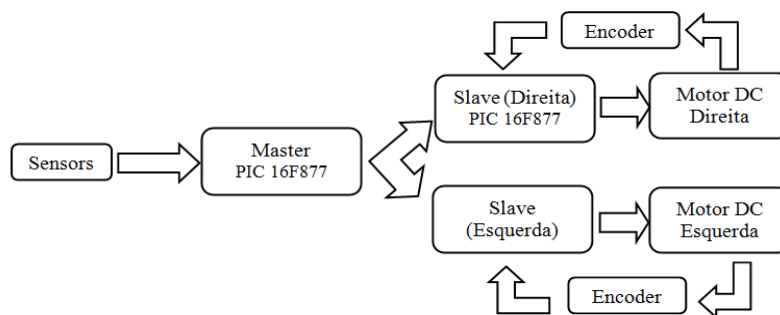 Sensors
Master
PIC 16F877
Encoder
Slave (Direita)
PIC 16F877
Motor DC
Direita
Slave
(Esquerda)
Motor DC
Esquerda
Encoder